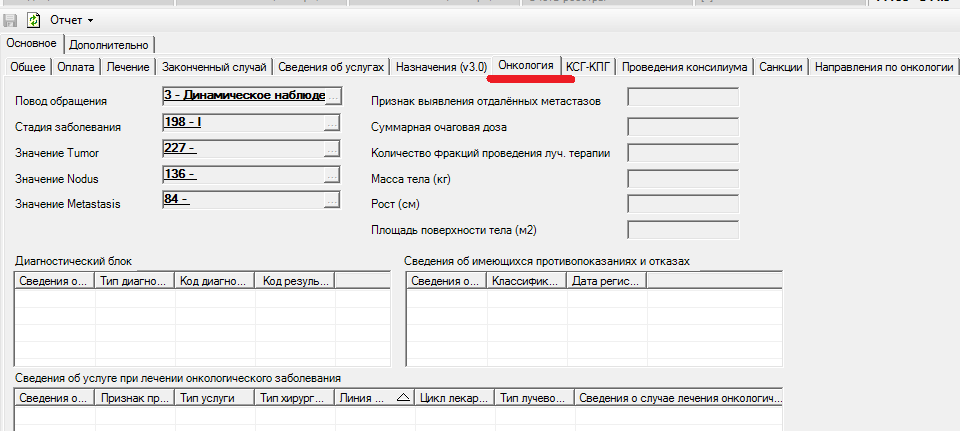 Отчет
Основное Дополнительно
Общее Оплата Лечение Законченный случай Сведения об услугах Назначения (v3.0) Онкология КСГ-КПГ Проведения консилиума Санкции Направления по онкологии
Повод обращения 3 - Динамическое наблюде ... Признак выявления отдалённых метастазов
Стадия заболевания 198 - I ... Суммарная очаговая доза
Значение Tumor 227 - ... Количество фракций проведения луч. терапии
Значение Nodus 136 - ... Масса тела (кг)
Значение Metastasis 84 - ... Рост (см)
Площадь поверхности тела (м2)
Диагностический блок Сведения об имеющихся противопоказаниях и отказах
Сведения о... Тип диагно... Код диагно... Код резуль... Сведения о... Классифик... Дата регис...
Сведения об услуге при лечении онкологического заболевания
Сведения о... Признак пр... Тип услуги Тип хирург... Линия ... Цикл лекар... Тип лучево... Сведения о случае лечения онкологич...